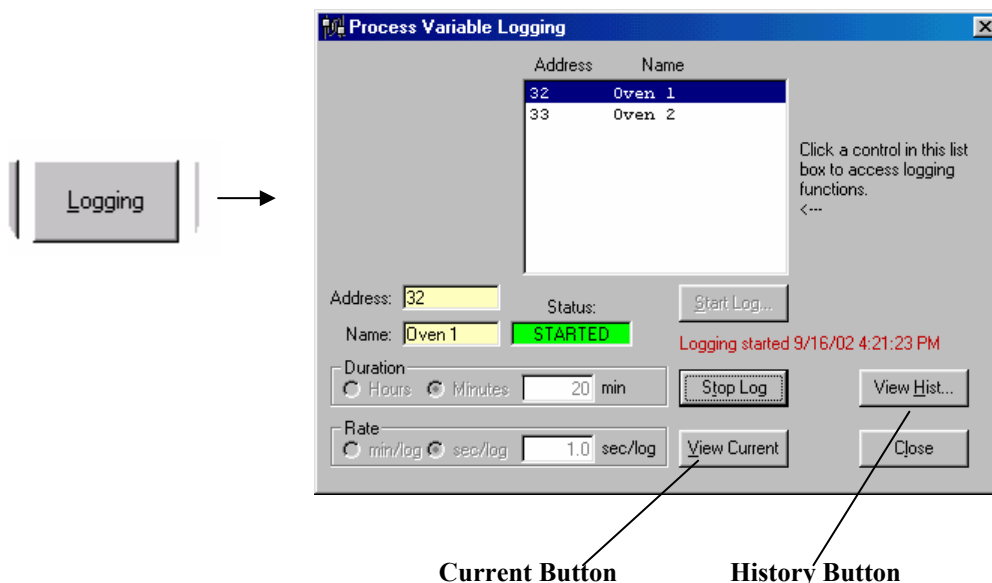 Process Variable Logging
Address Name
32 Oven 1
33 Oven 2
Click a control in this list
box to access logging
functions.
<---
Logging
Address: 32
Status:
Start Log...
Name: Oven 1
STARTED
Logging started 9/16/02 4:21:23 PM
Duration
Hours Minutes 20 min
Stop Log
View Hist...
Rate
min/log sec/log 1.0 sec/log
View Current
Close
Current Button
History Button